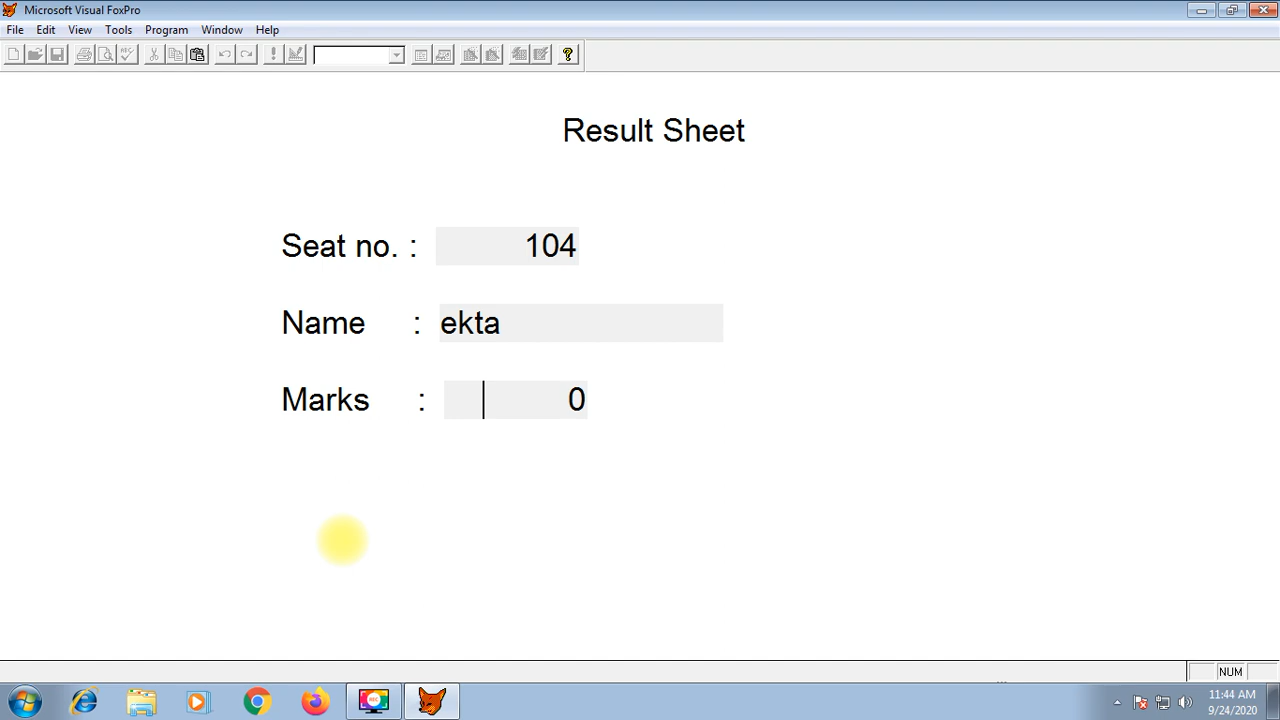 Microsoft Visual FoxPro
File Edit View Tools Program Window Help
Result Sheet
Seat no. : 104
Name : ekta
Marks : 0
NUM
11:44 AM
9/24/2020